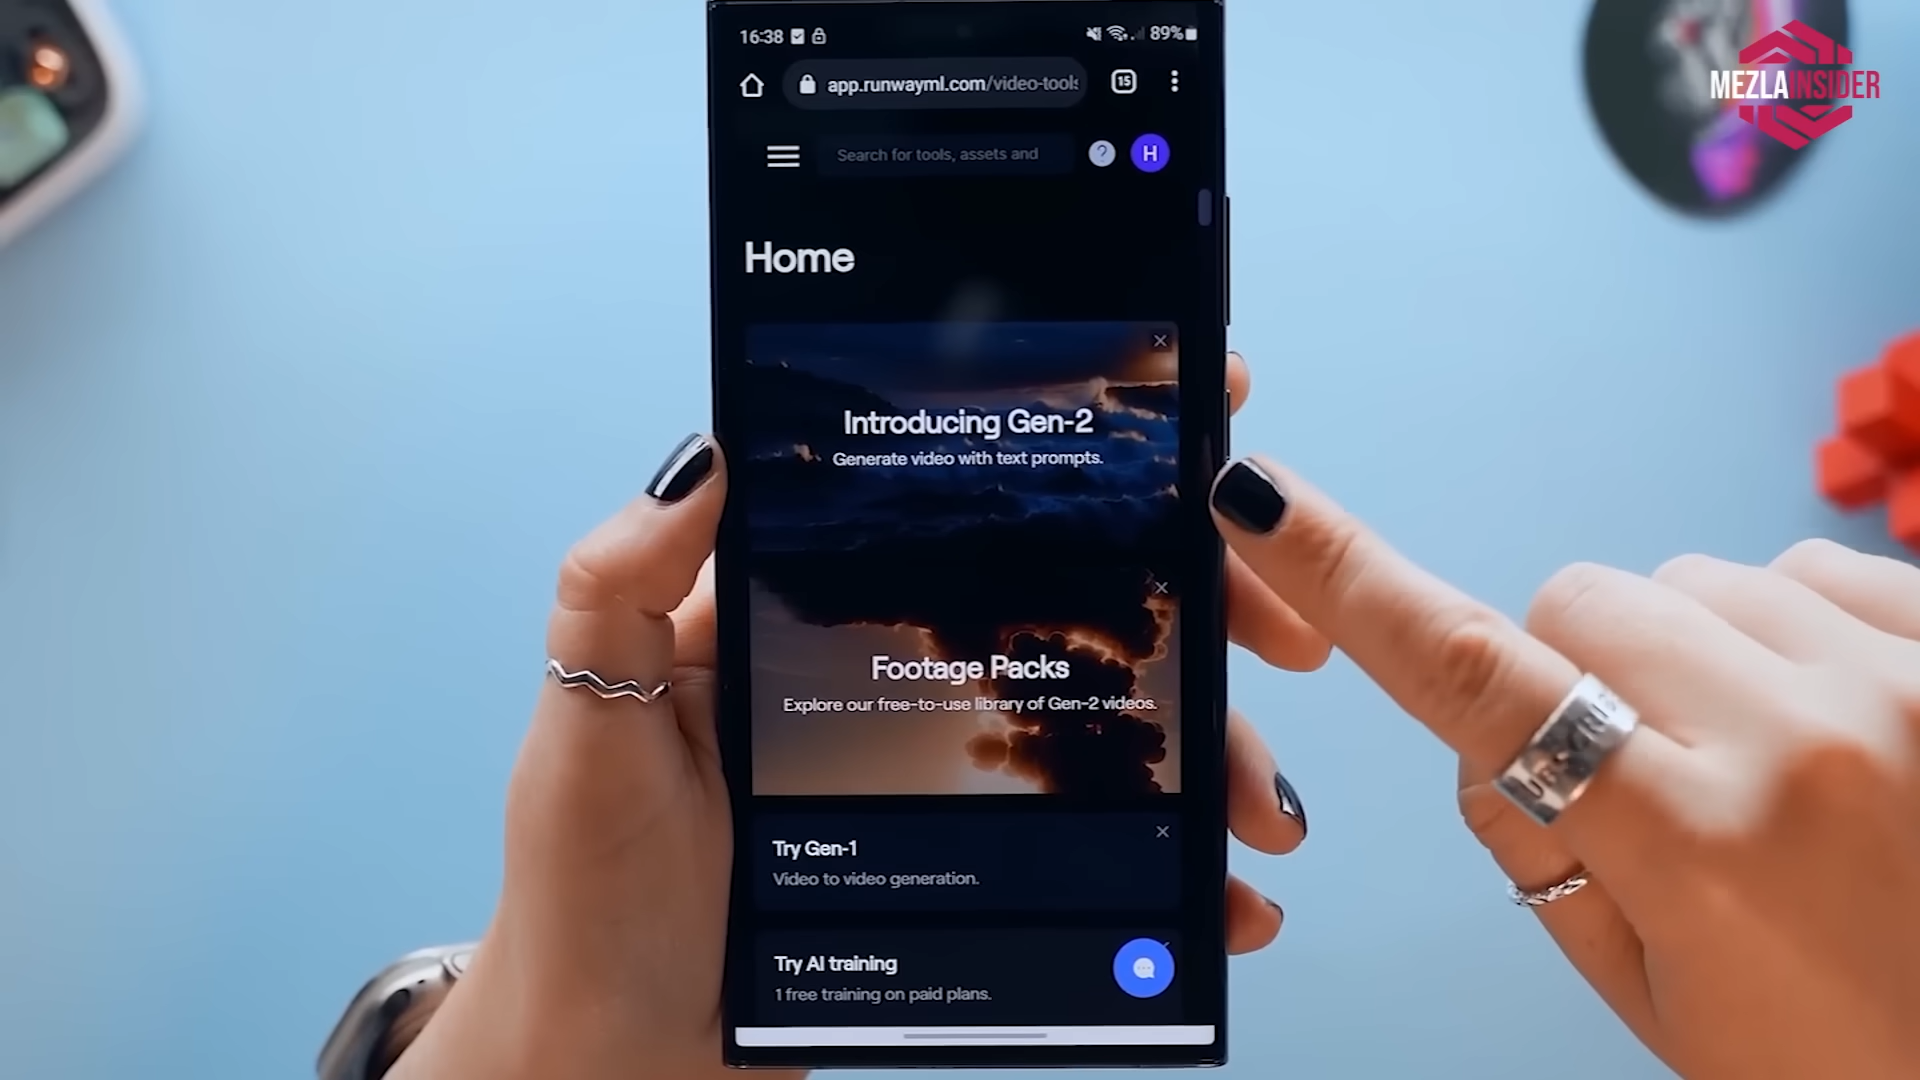 16:38
89%
MEZLAINSIDER
app.runwayml.com/video-tools
15
Search for tools, assets and
?
H
Home
Introducing Gen-2
Generate video with text prompts.
Footage Packs
Explore our free-to-use library of Gen-2 videos.
Try Gen-1
Video to video generation.
Try AI training
1 free training on paid plans.